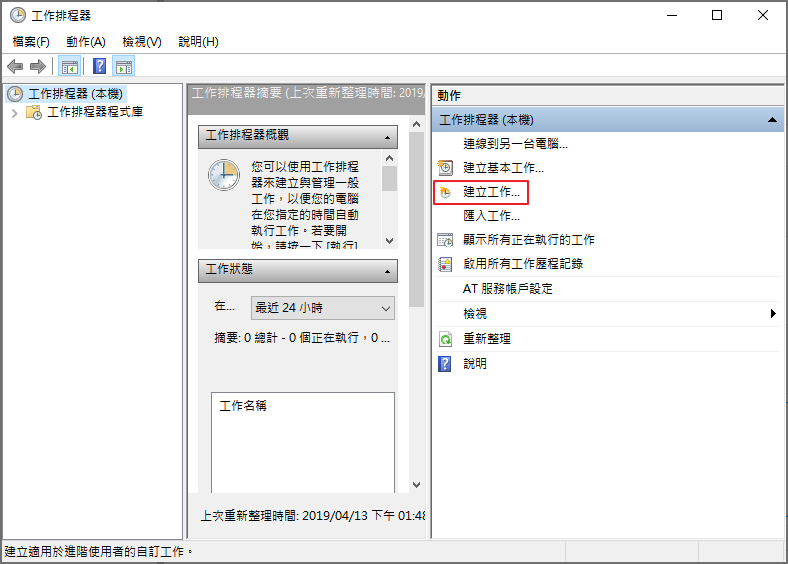 工作排程器
檔案(F) 動作(A) 檢視(V) 說明(H)
工作排程器 (本機)
工作排程器程式庫
工作排程器摘要 (上次重新整理時間: 2019/
工作排程器概觀
您可以使用工作排程
器來建立與管理一般
工作，以便您的電腦
在您指定的時間自動
執行工作。若要開
始，請按一下 [執行]
工作狀態
在... 最近 24 小時
摘要: 0 總計 - 0 個正在執行，0 ...
工作名稱
上次重新整理時間: 2019/04/13 下午 01:48
動作
工作排程器 (本機)
連線到另一台電腦...
建立基本工作...
建立工作...
匯入工作...
顯示所有正在執行的工作
啟用所有工作歷程記錄
AT 服務帳戶設定
檢視
重新整理
說明
建立適用於進階使用者的自訂工作。